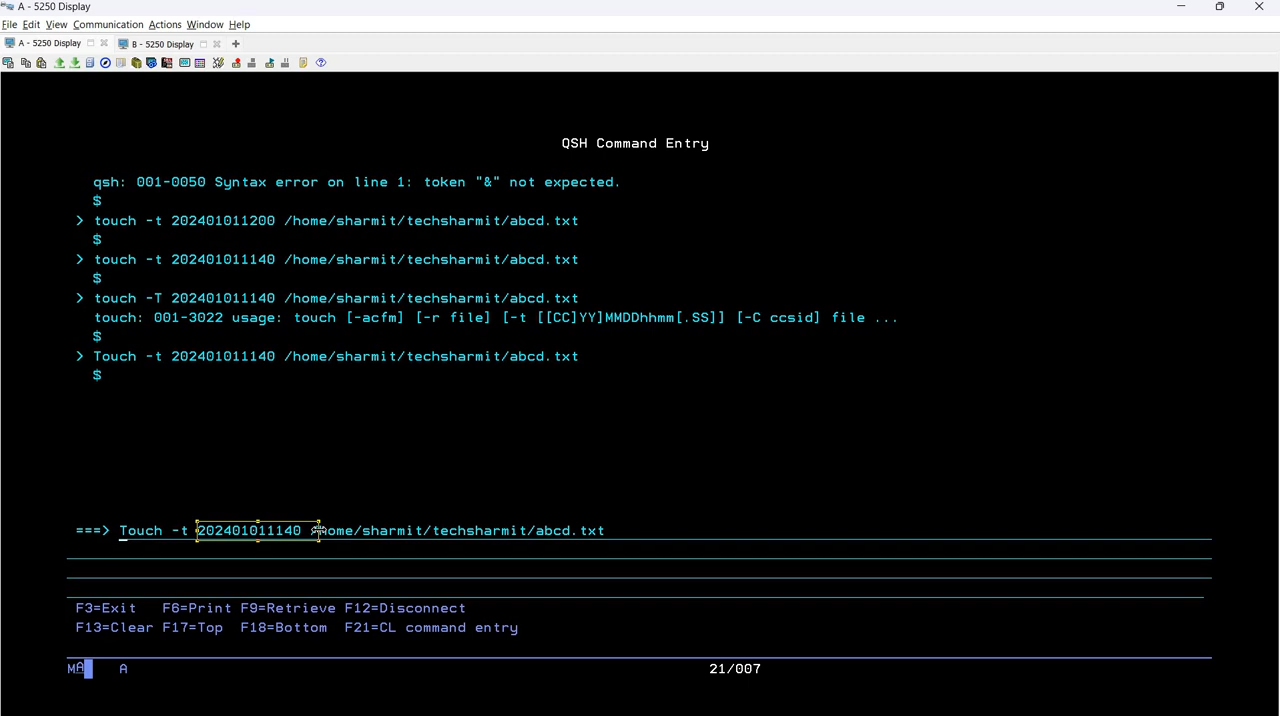 A - 5250 Display
File Edit View Communication Actions Window Help
A - 5250 Display B - 5250 Display
QSH Command Entry
qsh: 001-0050 Syntax error on line 1: token "&" not expected.
$
> touch -t 202401011200 /home/sharmit/techsharmit/abcd.txt
$
> touch -t 202401011140 /home/sharmit/techsharmit/abcd.txt
$
> touch -T 202401011140 /home/sharmit/techsharmit/abcd.txt
touch: 001-3022 usage: touch [-acfm] [-r file] [-t [[CC]YY]MMDDhhmm[.SS]] [-C ccsid] file ...
$
> Touch -t 202401011140 /home/sharmit/techsharmit/abcd.txt
$
===> Touch -t 202401011140 /home/sharmit/techsharmit/abcd.txt
F3=Exit F6=Print F9=Retrieve F12=Disconnect
F13=Clear F17=Top F18=Bottom F21=CL command entry
MA A 21/007